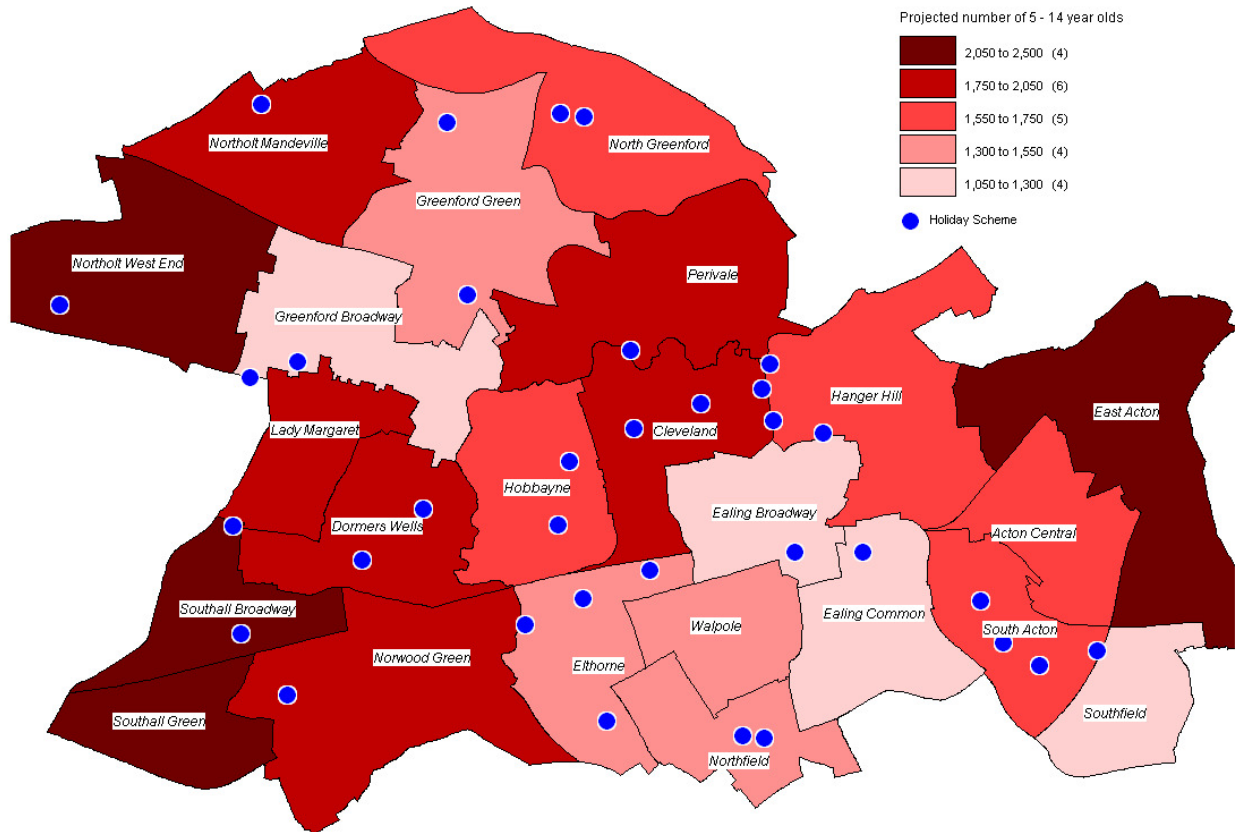 Projected number of 5 - 14 year olds
2,050 to 2,500 (4)
1,750 to 2,050 (6)
1,550 to 1,750 (5)
1,300 to 1,550 (4)
1,050 to 1,300 (4)
Holiday Scheme
Northolt Mandeville
North Greenford
Greenford Green
Northolt West End
Perivale
Greenford Broadway
Hanger Hill
East Acton
Lady Margaret
Cleveland
Hobbayne
Ealing Broadway
Dormers Wells
Acton Central
Southall Broadway
Ealing Common
Walpole
South Acton
Norwood Green
Elthorne
Southall Green
Southfield
Northfield